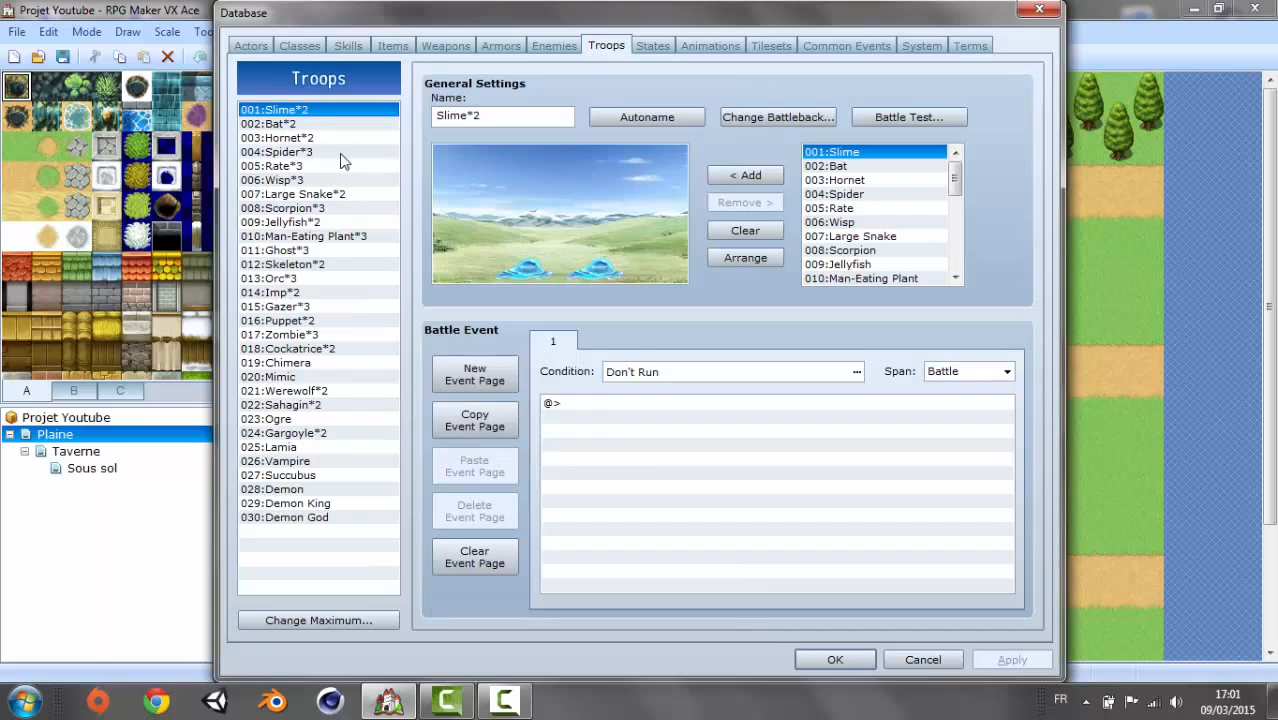 Projet Youtube - RPG Maker VX Ace
File Edit Mode Draw Scale
A B C
Projet Youtube
Plaine
Taverne
Sous sol
Database
Actors Classes Skills Items Weapons Armors Enemies Troops States Animations Tilesets Common Events System Terms
Troops
001:Slime*2
002:Bat*2
003:Hornet*2
004:Spider*3
005:Rate*3
006:Wisp*3
007:Large Snake*2
008:Scorpion*3
009:Jellyfish*2
010:Man-Eating Plant*3
011:Ghost*3
012:Skeleton*2
013:Orc*3
014:Imp*2
015:Gazer*3
016:Puppet*2
017:Zombie*3
018:Cockatrice*2
019:Chimera
020:Mimic
021:Werewolf*2
022:Sahagin*2
023:Ogre
024:Gargoyle*2
025:Lamia
026:Vampire
027:Succubus
028:Demon
029:Demon King
030:Demon God
Change Maximum...
General Settings
Name:
Slime*2
Autoname
Change Battleback...
Battle Test...
< Add
Remove >
Clear
Arrange
001:Slime
002:Bat
003:Hornet
004:Spider
005:Rate
006:Wisp
007:Large Snake
008:Scorpion
009:Jellyfish
010:Man-Eating Plant
Battle Event
New
Event Page
Copy
Event Page
Paste
Event Page
Delete
Event Page
Clear
Event Page
1
Condition: Don't Run ... Span: Battle
@>
OK Cancel Apply
FR
17:01
09/03/2015